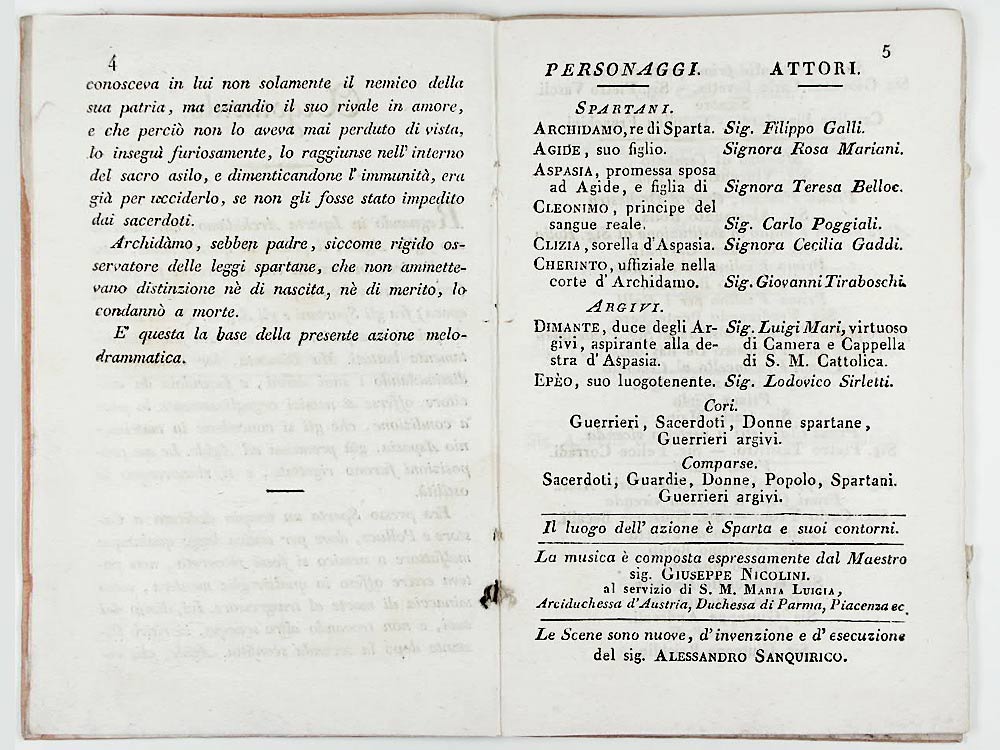 4
conosceva in lui non solamente il nemico della
sua patria, ma eziandio il suo rivale in amore,
e che perciò non lo aveva mai perduto di vista,
lo inseguì furiosamente, lo raggiunse nell' interno
del sacro asilo, e dimenticandone l' immunità, era
già per ucciderlo, se non gli fosse stato impedito
dai sacerdoti.
Archidàmo, sebben padre, siccome rigido os-
servatore delle leggi spartane, che non ammette-
vano distinzione nè di nascita, nè di merito, lo
condannò a morte.
E' questa la base della presente azione melo-
drammatica.
5
PERSONAGGI. ATTORI.
SPARTANI.
ARCHIDAMO, re di Sparta. Sig. Filippo Galli.
AGIDE, suo figlio. Signora Rosa Mariani.
ASPASIA, promessa sposa
ad Agide, e figlia di Signora Teresa Belloc.
CLEONIMO, principe del
sangue reale. Sig. Carlo Poggiali.
CLIZIA, sorella d'Aspasia. Signora Cecilia Gaddi.
CHERINTO, uffiziale nella
corte d' Archidamo. Sig. Giovanni Tiraboschi.
ARGIVI.
DIMANTE, duce degli Ar- Sig. Luigi Mari, virtuoso
givi, aspirante alla de- di Camera e Cappella
stra d' Aspasia. di S. M. Cattolica.
EPÈO, suo luogotenente. Sig. Lodovico Sirletti.
Cori.
Guerrieri, Sacerdoti, Donne spartane,
Guerrieri argivi.
Comparse.
Sacerdoti, Guardie, Donne, Popolo, Spartani.
Guerrieri argivi.
Il luogo dell' azione è Sparta e suoi contorni.
La musica è composta espressamente dal Maestro
sig. GIUSEPPE NICOLINI.
al servizio di S. M. MARIA LUIGIA,
Arciduchessa d'Austria, Duchessa di Parma, Piacenza ec.
Le Scene sono nuove, d' invenzione e d' esecuzione
del sig. ALESSANDRO SANQUIRICO.